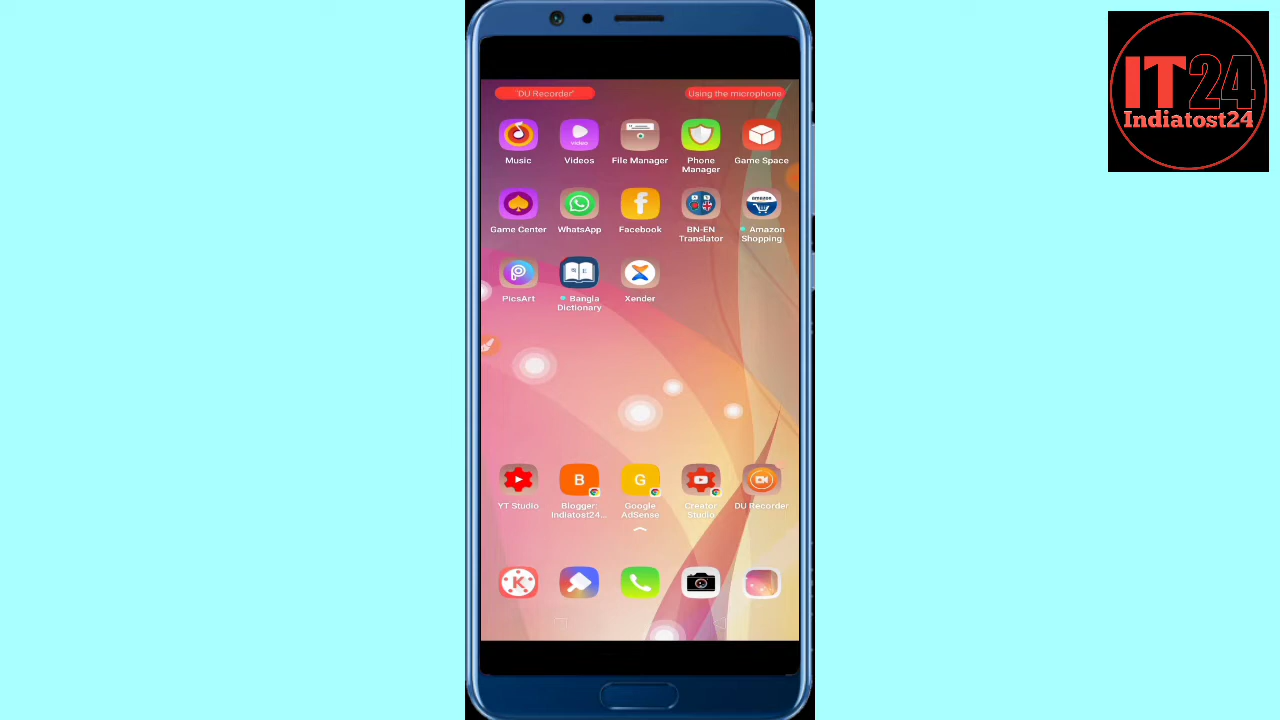 IT24
Indiatost24
"DU Recorder"
Using the microphone
Music
Videos
File Manager
Phone
Manager
Game Space
Game Center
WhatsApp
Facebook
BN-EN
Translator
Amazon
Shopping
PicsArt
Bangla
Dictionary
Xender
YT Studio
Blogger:
Indiatost24...
Google
AdSense
Creator
Studio
DU Recorder